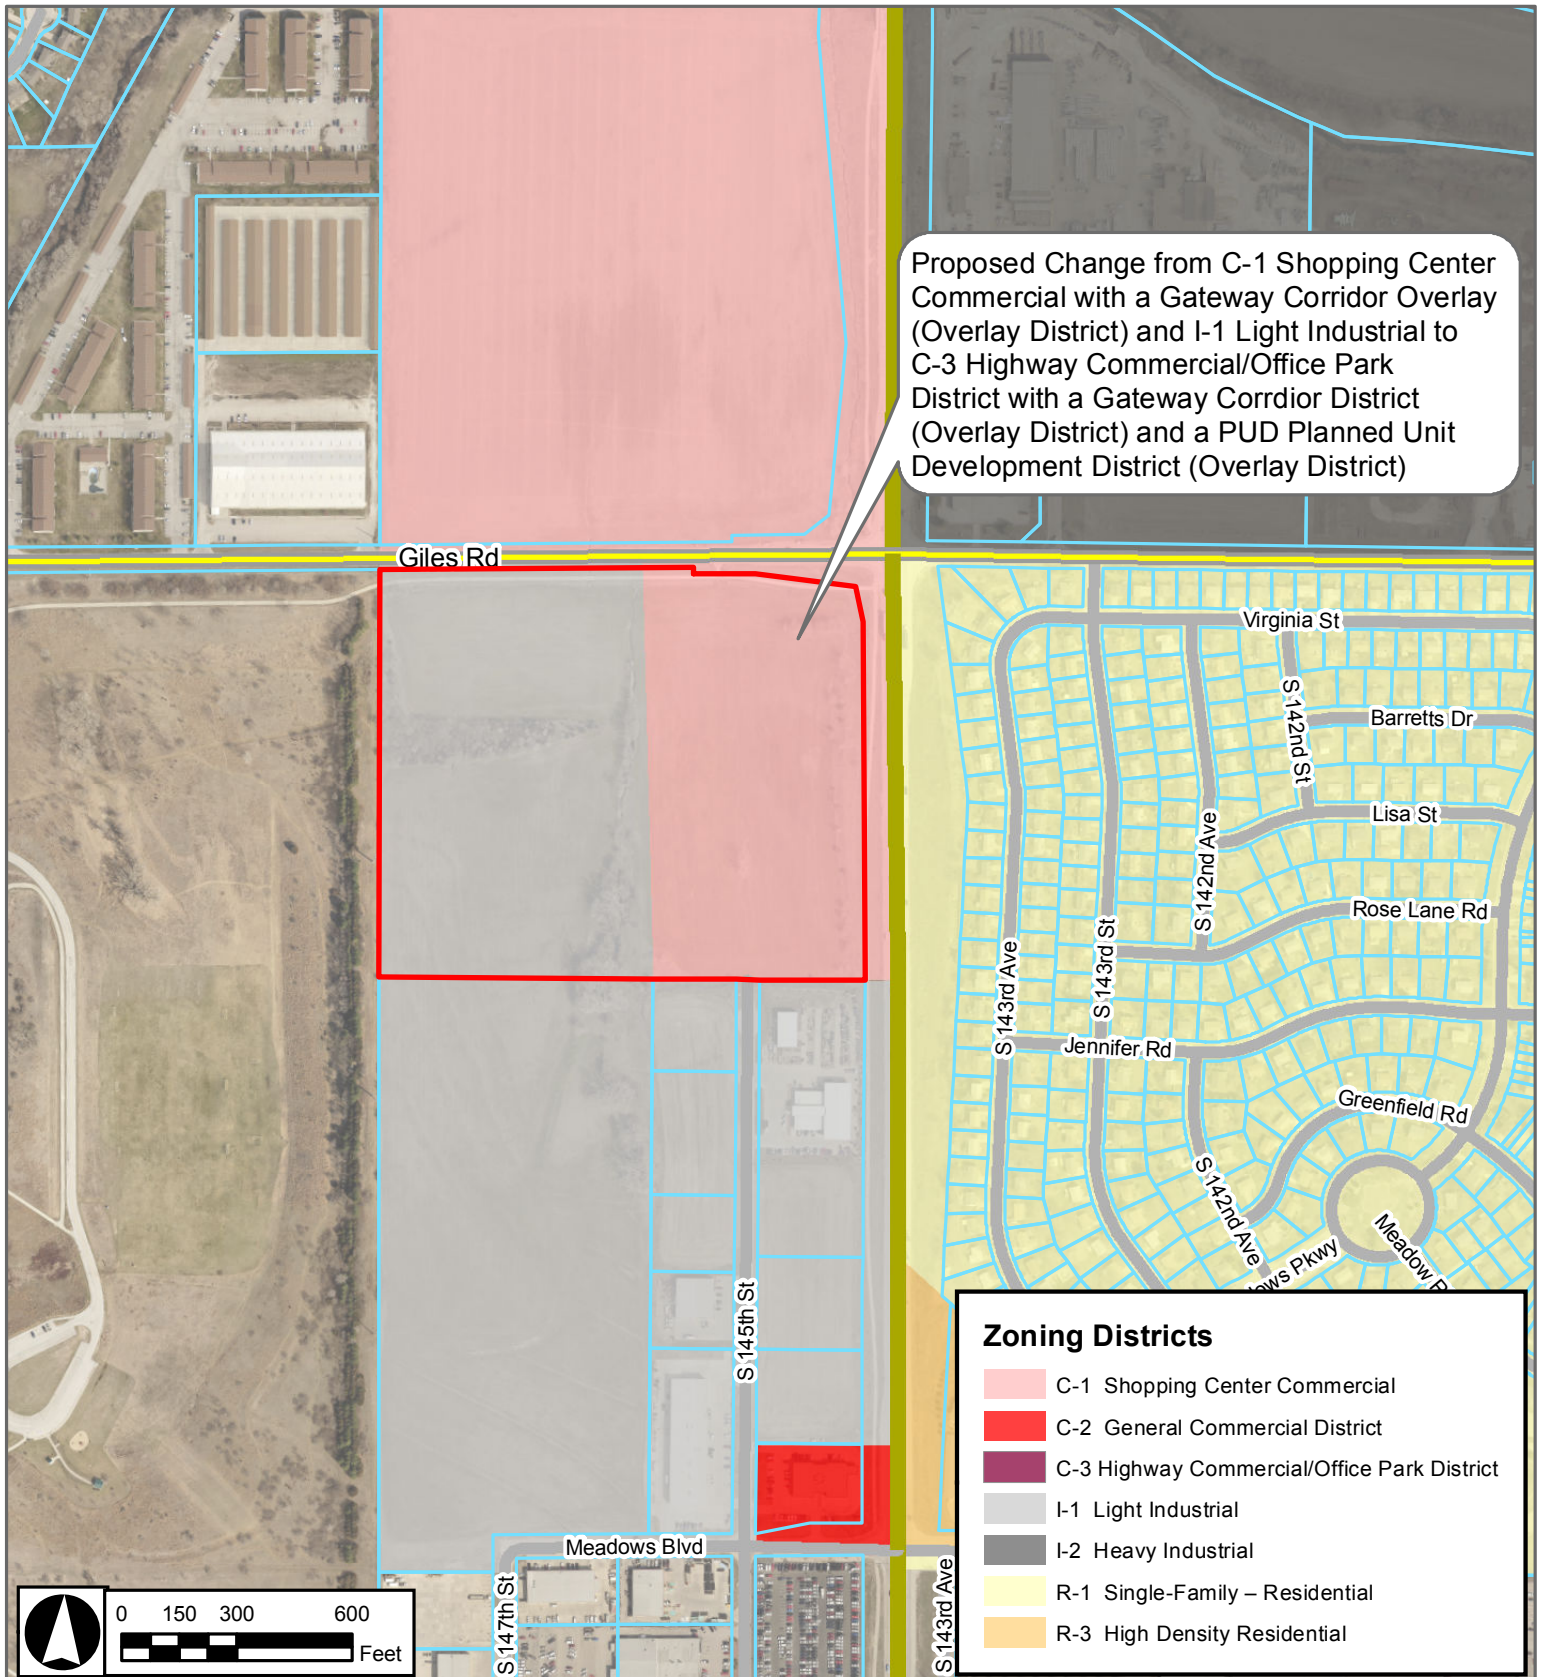 Proposed Change from C-1 Shopping Center
Commercial with a Gateway Corridor Overlay
(Overlay District) and I-1 Light Industrial to
C-3 Highway Commercial/Office Park
District with a Gateway Corrdior District
(Overlay District) and a PUD Planned Unit
Development District (Overlay District)
Giles Rd
Virginia St
S 142nd St
Barretts Dr
Lisa St
S 142nd Ave
Rose Lane Rd
S 143rd Ave
S 143rd St
Jennifer Rd
Greenfield Rd
S 142nd Ave
Meadow R
ows Pkwy
S 145th St
Meadows Blvd
S 147th St
S 143rd Ave
Zoning Districts
C-1 Shopping Center Commercial
C-2 General Commercial District
C-3 Highway Commercial/Office Park District
I-1 Light Industrial
I-2 Heavy Industrial
R-1 Single-Family – Residential
R-3 High Density Residential
0 150 300 600
Feet